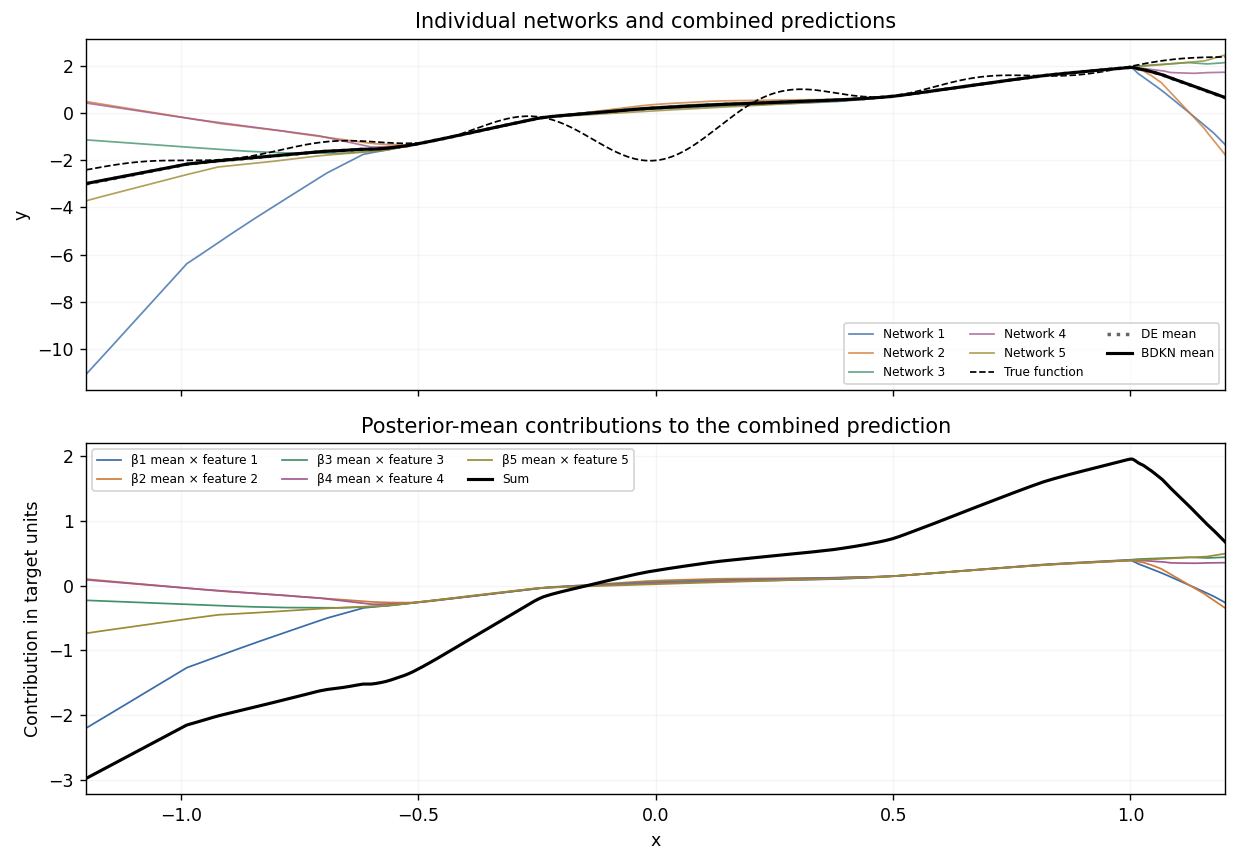 Individual networks and combined predictions
2
0
−2
−4
−6
−8
−10
y
Network 1
Network 2
Network 3
Network 4
Network 5
True function
DE mean
BDKN mean
Posterior-mean contributions to the combined prediction
β1 mean × feature 1
β2 mean × feature 2
β3 mean × feature 3
β4 mean × feature 4
β5 mean × feature 5
Sum
2
1
0
−1
−2
−3
Contribution in target units
−1.0
−0.5
0.0
0.5
1.0
x